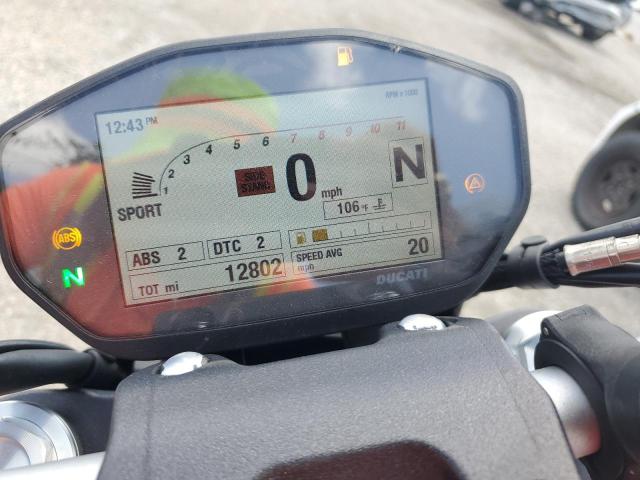 12:43 PM
RPM x 1000
1 2 3 4 5 6 7 8 9 10 11
SIDE
STAND
0 mph
N
SPORT
106 °F
ABS 2
DTC 2
TOT mi 12802
SPEED AVG
mph
20
ABS
N
DUCATI